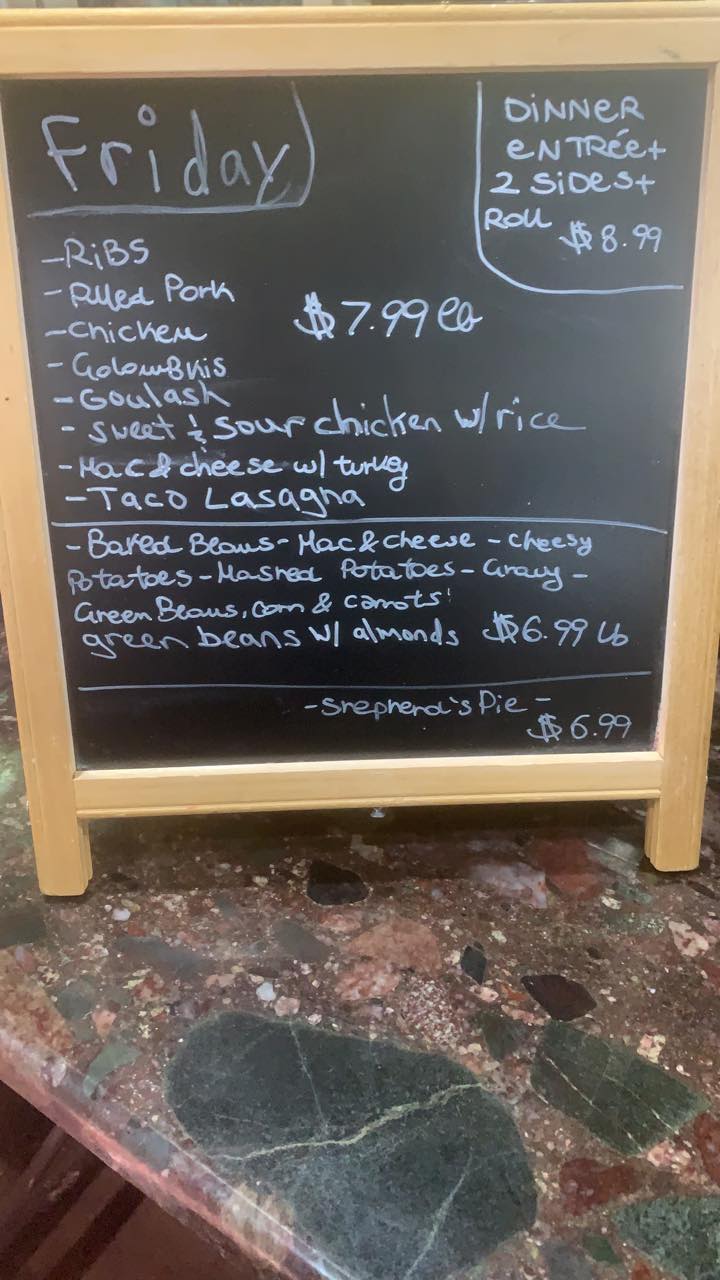 Friday
DiNNeR
eNTRée+
2 SiDeS+
Roll $8.99
-RiBS
-Pulled Pork
-Chicken $7.99 lb
-GolomBKis
-Goulash
- Sweet & Sour chicken w/ rice
-Mac & cheese w/ turkey
-Taco Lasagna
-Baked Beans- Mac & cheese - cheesy
Potatoes - Mashed Potatoes - Gravy -
Green Beans, corn & carrots!
green beans w/ almonds $6.99 Lb
-Shepherd's Pie -
$6.99